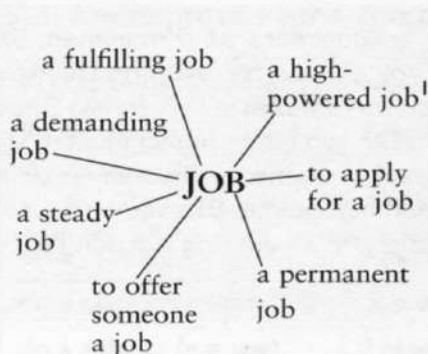 a fulfilling job
a high-
powered job¹
a demanding
job
JOB
to apply
for a job
a steady
job
to offer
someone
a job
a permanent
job